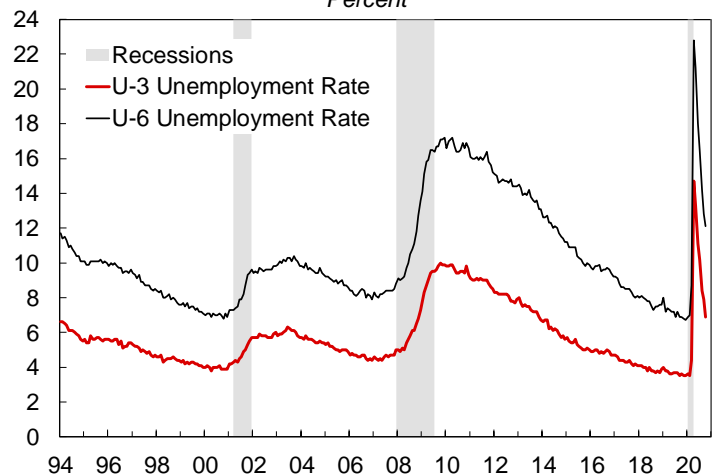 Percent
24
22
20
18
16
14
12
10
8
6
4
2
0
Recessions
U-3 Unemployment Rate
U-6 Unemployment Rate
94 96 98 00 02 04 06 08 10 12 14 16 18 20